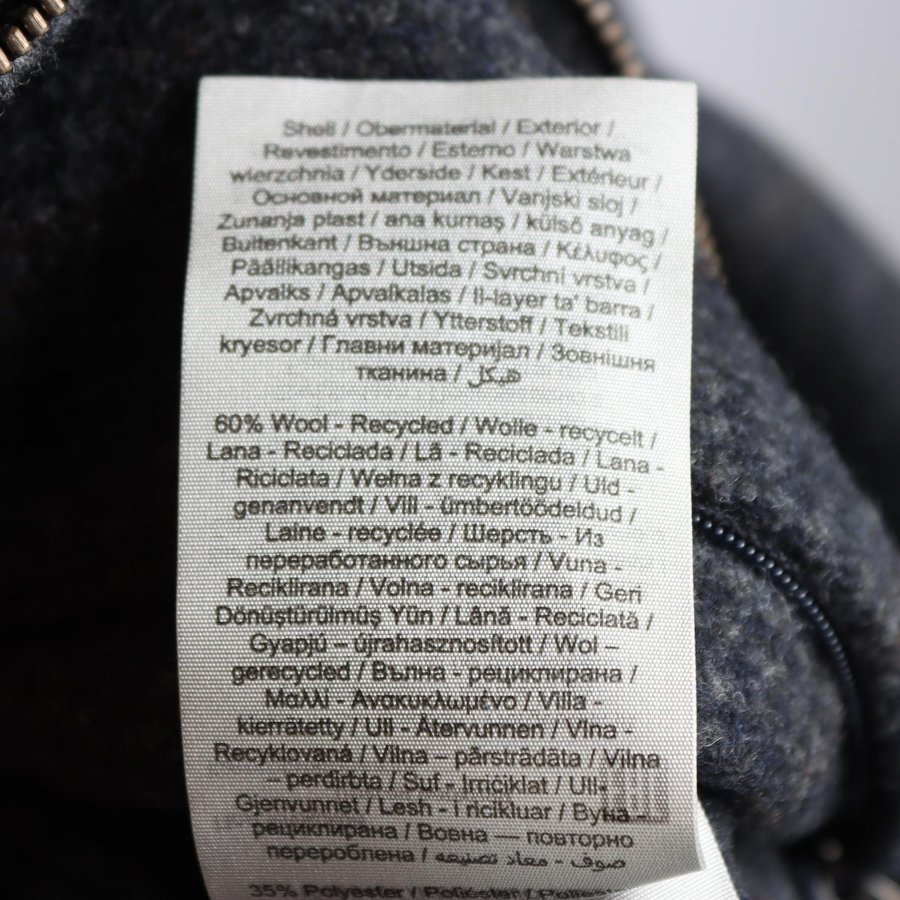 Shell / Obermaterial / Exterior /
Revestimento / Esterno / Warstwa
wierzchnia / Yderside / Kest / Extérieur /
Основной материал / Vanjski sloj /
Zunanja plast / ana kumaş / külső anyag /
Buitenkant / Външна страна / Κέλυφος /
Päällikangas / Utsida / Svrchní vrstva /
Apvalks / Apvalkalas / Il-layer ta' barra /
Zvrchná vrstva / Ytterstoff / Tekstili
kryesor / Главни материјал / Зовнішня
тканина / هيكل
60% Wool - Recycled / Wolle - recycelt /
Lana - Reciclada / Lã - Reciclada / Lana -
Riciclata / Wełna z recyklingu / Uld -
genanvendt / Vill - ümbertöödeldud /
Laine - recyclée / Шерсть - Из
переработанного сырья / Vuna -
Reciklirana / Volna - reciklirana / Geri
Dönüştürülmüş Yün / Lână - Reciclată /
Gyapjú – újrahasznosított / Wol –
gerecycled / Вълна - рециклирана /
Μαλλί - Ανακυκλωμένο / Villa -
kierrätetty / Ull - Återvunnen / Vlna -
Recyklovaná / Vilna – pārstrādāta / Vilna
– perdirbta / Suf - Irriċiklat / Ull-
Gjenvunnet / Lesh - i ricikluar / Вуна -
рециклирана / Вовна — повторно
перероблена / صوف - معاد تصنيعه
35% Polyester / Poliéster /